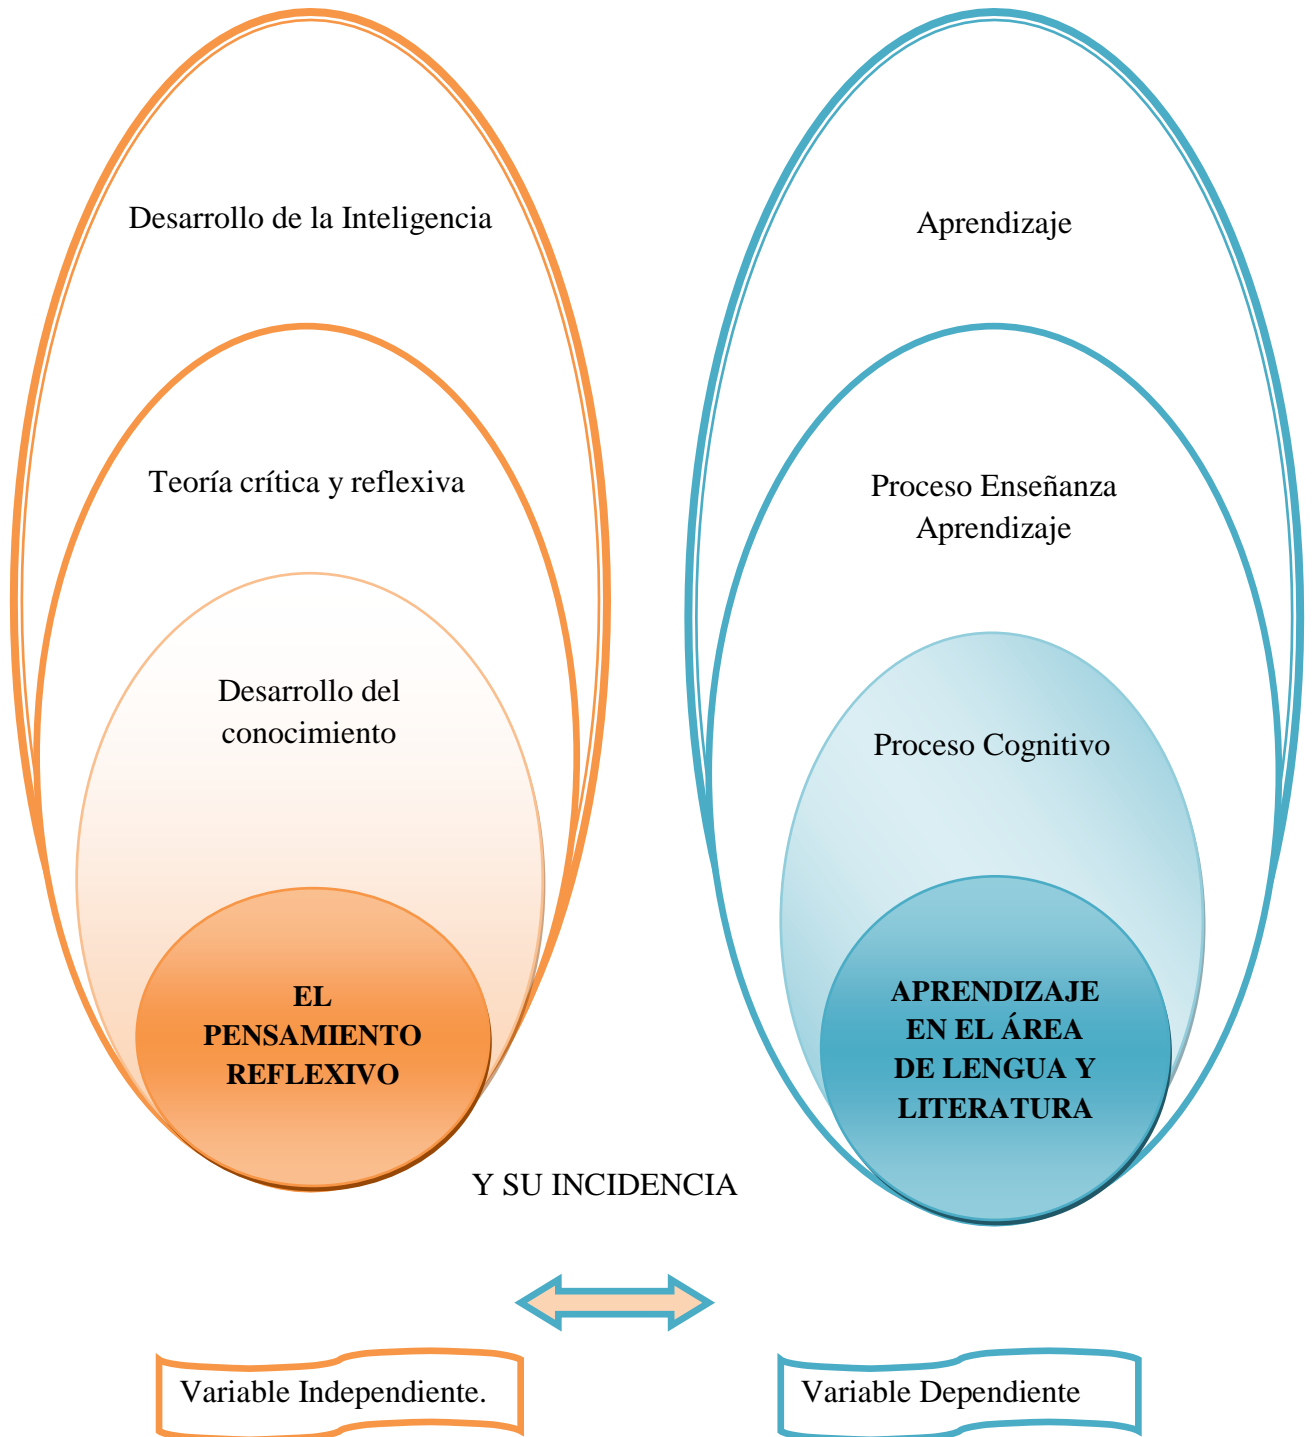 Desarrollo de la Inteligencia
Teoría crítica y reflexiva
Desarrollo del
conocimiento
EL
PENSAMIENTO
REFLEXIVO
Aprendizaje
Proceso Enseñanza
Aprendizaje
Proceso Cognitivo
APRENDIZAJE
EN EL ÁREA
DE LENGUA Y
LITERATURA
Y SU INCIDENCIA
Variable Independiente.
Variable Dependiente